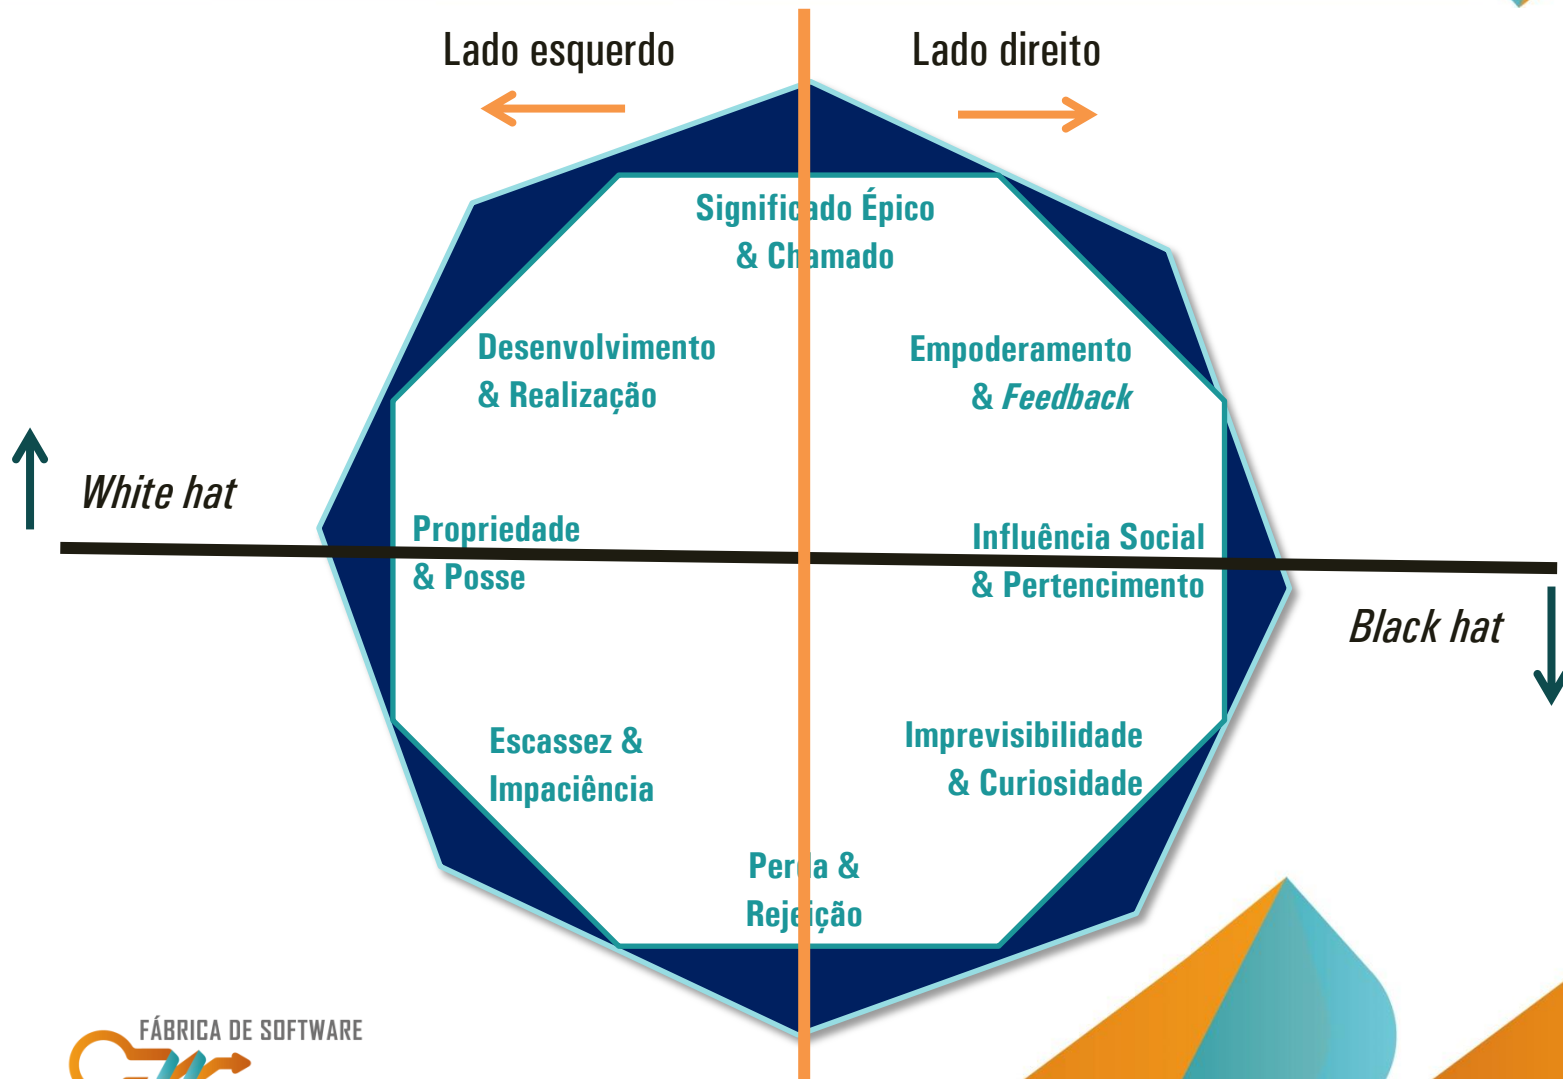 Lado esquerdo
Lado direito
Significado Épico
& Chamado
Desenvolvimento
& Realização
Empoderamento
& Feedback
White hat
Propriedade
& Posse
Influência Social
& Pertencimento
Black hat
Escassez &
Impaciência
Imprevisibilidade
& Curiosidade
Perda &
Rejeição
FÁBRICA DE SOFTWARE